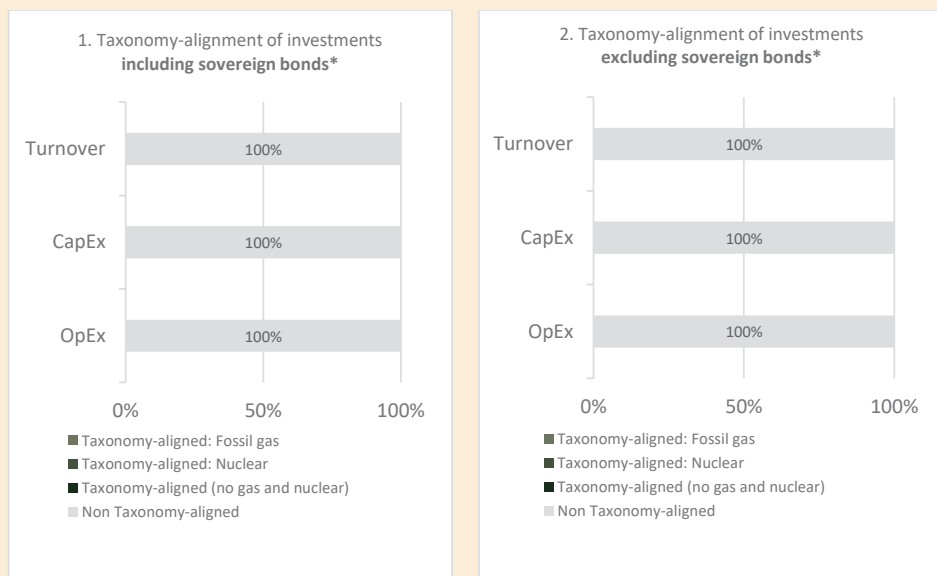 1. Taxonomy-alignment of investments
including sovereign bonds*
Turnover
100%
CapEx
100%
OpEx
100%
0%
50%
100%
Taxonomy-aligned: Fossil gas
Taxonomy-aligned: Nuclear
Taxonomy-aligned (no gas and nuclear)
Non Taxonomy-aligned
2. Taxonomy-alignment of investments
excluding sovereign bonds*
Turnover
100%
CapEx
100%
OpEx
100%
0%
50%
100%
Taxonomy-aligned: Fossil gas
Taxonomy-aligned: Nuclear
Taxonomy-aligned (no gas and nuclear)
Non Taxonomy-aligned